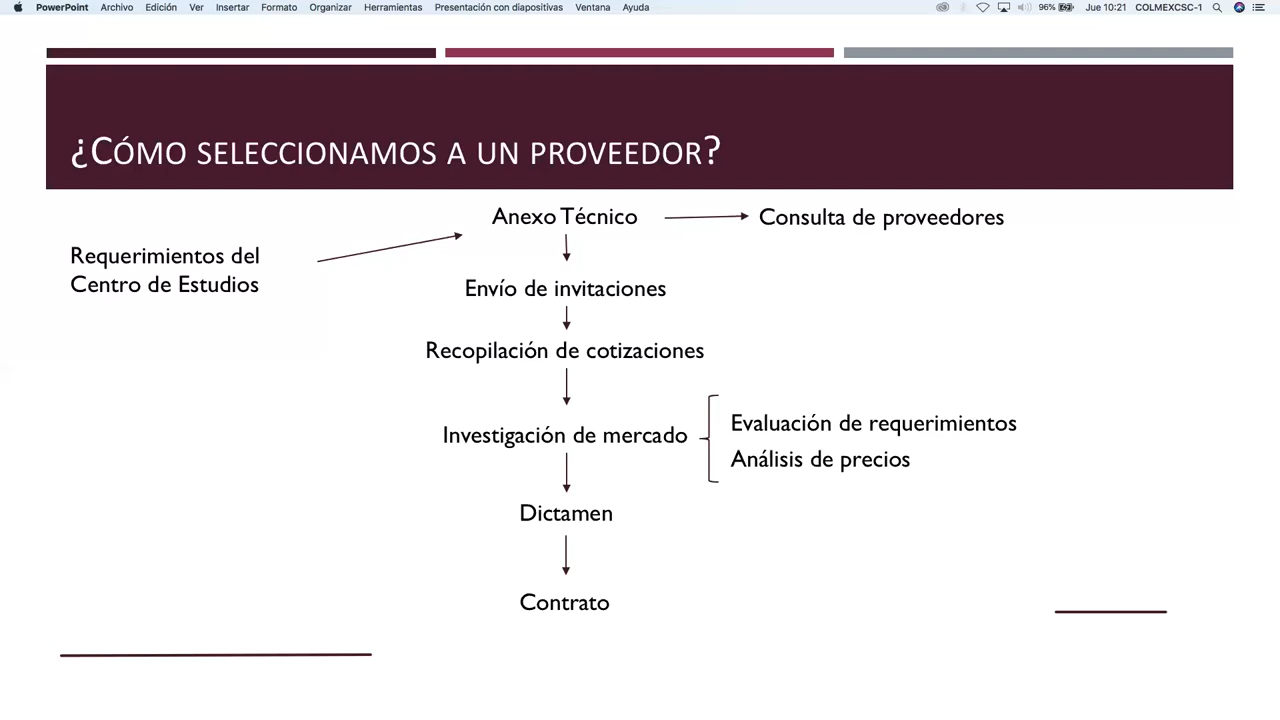 PowerPoint Archivo Edición Ver Insertar Formato Organizar Herramientas Presentación con diapositivas Ventana Ayuda 96% Jue 10:21 COLMEXCSC-1
¿CÓMO SELECCIONAMOS A UN PROVEEDOR?
Anexo Técnico
Consulta de proveedores
Requerimientos del
Centro de Estudios
Envío de invitaciones
Recopilación de cotizaciones
Investigación de mercado
Evaluación de requerimientos
Análisis de precios
Dictamen
Contrato